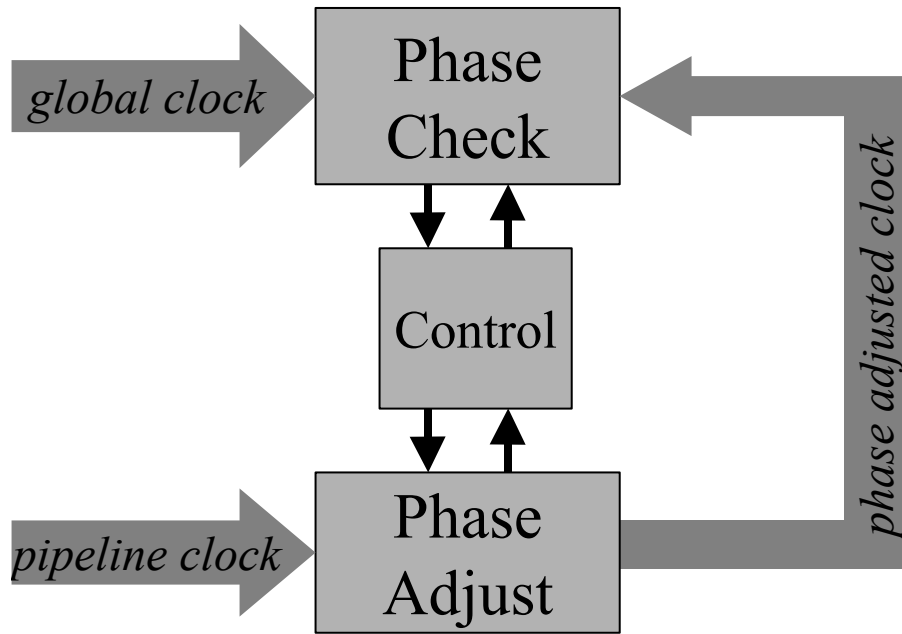 global clock
Phase
Check
Control
pipeline clock
Phase
Adjust
phase adjusted clock